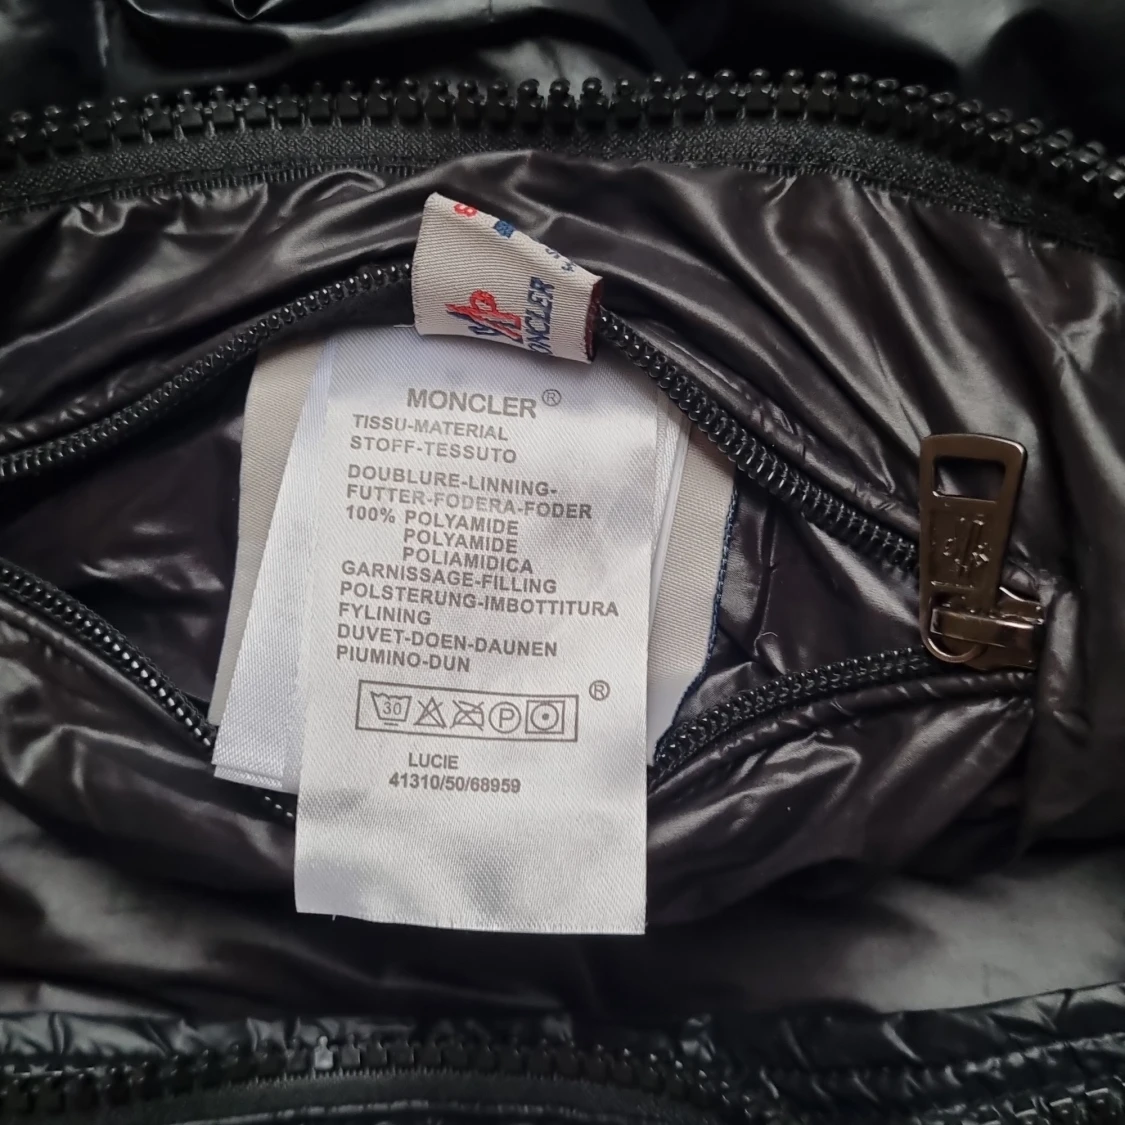 MONCLER
MONCLER®
TISSU-MATERIAL
STOFF-TESSUTO
DOUBLURE-LINNING-
FUTTER-FODERA-FODER
100% POLYAMIDE
POLYAMIDE
POLIAMIDICA
GARNISSAGE-FILLING
POLSTERUNG-IMBOTTITURA
FYLINING
DUVET-DOEN-DAUNEN
PIUMINO-DUN
30 P ®
LUCIE
41310/50/68959